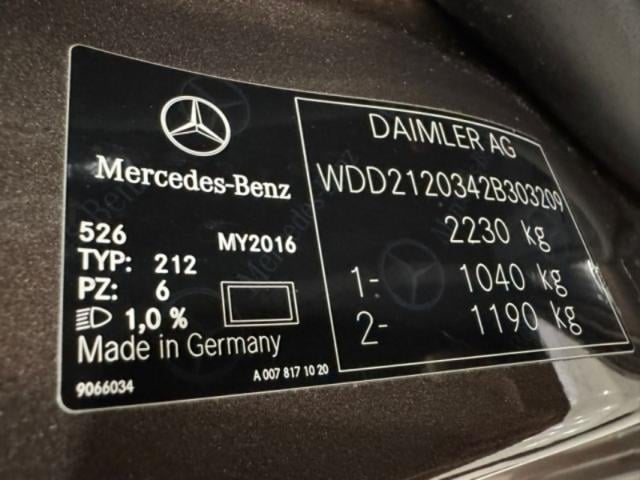 Mercedes-Benz
526 MY2016
TYP: 212
PZ: 6
1,0 %
Made in Germany
9066034 A 007 817 10 20
DAIMLER AG
WDD2120342B303209
2230 kg
1- 1040 kg
2- 1190 kg